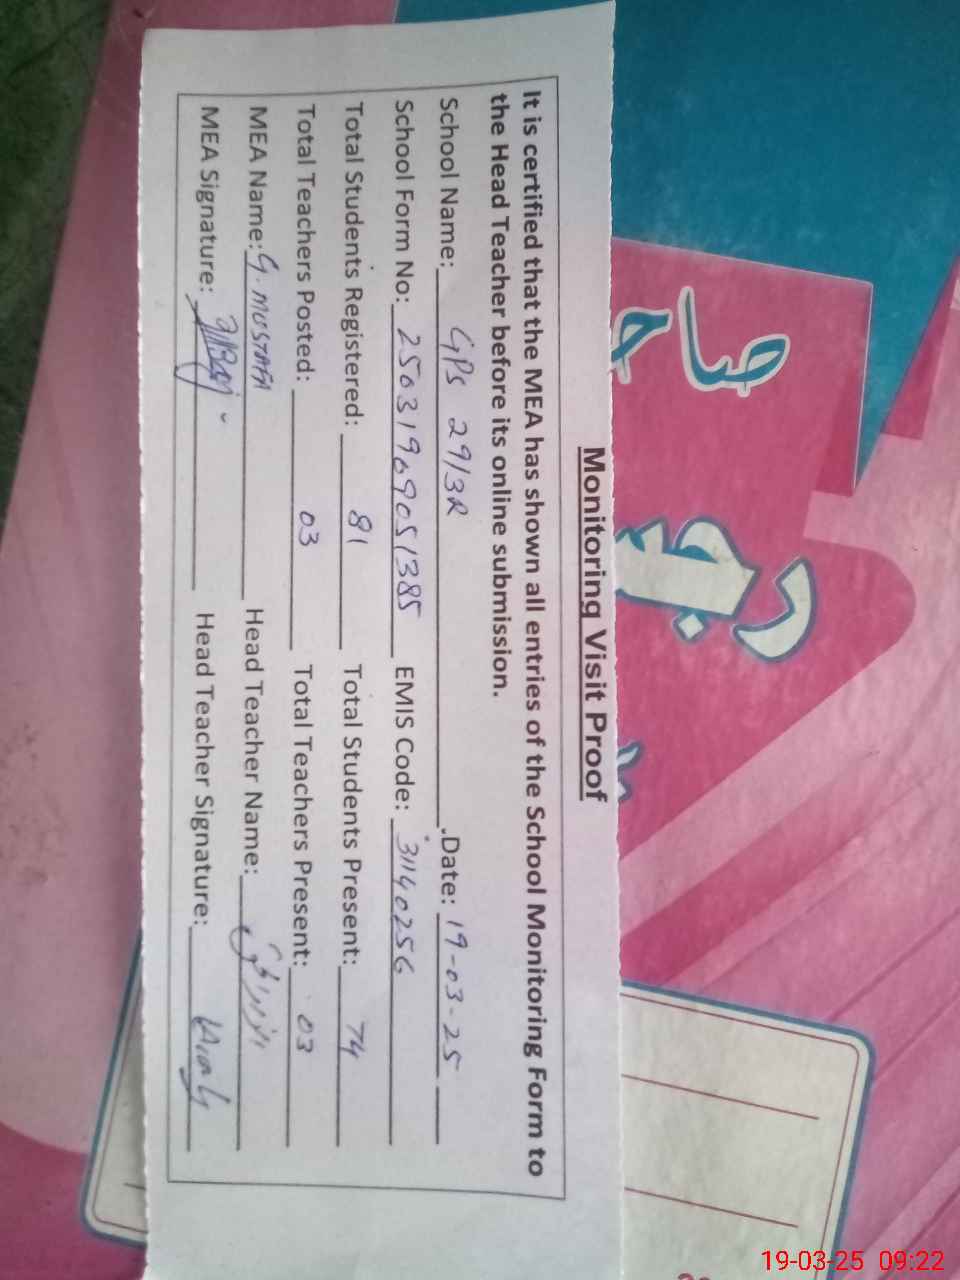 Monitoring Visit Proof
It is certified that the MEA has shown all entries of the School Monitoring Form to
the Head Teacher before its online submission.
School Name: GPS 29/3R .Date: 19-03-25
School Form No: 25031969051385 EMIS Code: 31140256
Total Students Registered: 81 Total Students Present: 74
Total Teachers Posted: 03 Total Teachers Present: 03
MEA Name: G. MUSTAFA Head Teacher Name:
MEA Signature: Head Teacher Signature:
19-03-25 09:22